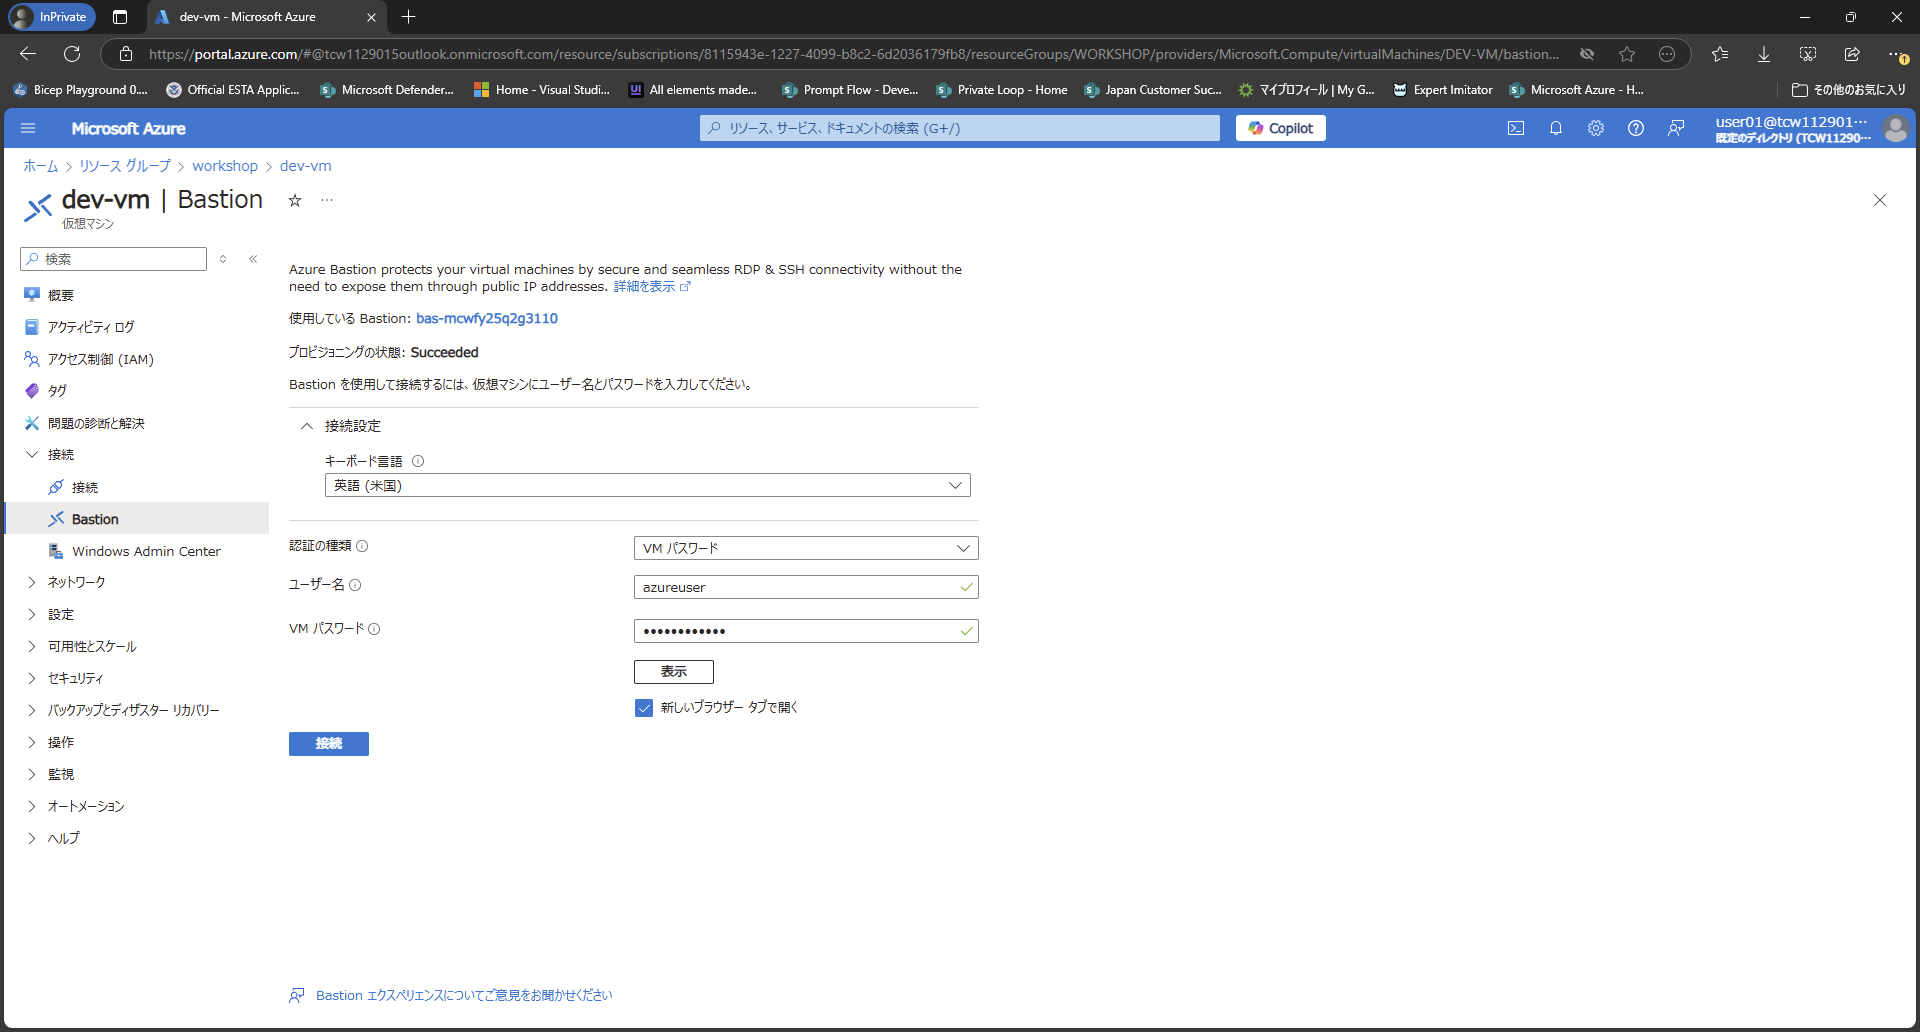 InPrivate
dev-vm - Microsoft Azure
https://portal.azure.com/#@tcw1129015outlook.onmicrosoft.com/resource/subscriptions/8115943e-1227-4099-b8c2-6d2036179fb8/resourceGroups/WORKSHOP/providers/Microsoft.Compute/virtualMachines/DEV-VM/bastion...
Bicep Playground 0.... Official ESTA Applic... Microsoft Defender... Home - Visual Studi... All elements made... Prompt Flow - Deve... Private Loop - Home Japan Customer Suc... マイプロフィール | My G... Expert Imitator Microsoft Azure - H... その他のお気に入り
Microsoft Azure
リソース、サービス、ドキュメントの検索 (G+/)
Copilot
user01@tcw112901...
既定のディレクトリ (TCW11290...
ホーム > リソース グループ > workshop > dev-vm
dev-vm | Bastion
仮想マシン
検索
概要
アクティビティ ログ
アクセス制御 (IAM)
タグ
問題の診断と解決
接続
接続
Bastion
Windows Admin Center
ネットワーク
設定
可用性とスケール
セキュリティ
バックアップとディザスター リカバリー
操作
監視
オートメーション
ヘルプ
Azure Bastion protects your virtual machines by secure and seamless RDP & SSH connectivity without the
need to expose them through public IP addresses. 詳細を表示
使用している Bastion: bas-mcwfy25q2g3110
プロビジョニングの状態: Succeeded
Bastion を使用して接続するには、仮想マシンにユーザー名とパスワードを入力してください。
接続設定
キーボード言語
英語 (米国)
認証の種類
VM パスワード
ユーザー名
azureuser
VM パスワード
••••••••••••
表示
新しいブラウザー タブで開く
接続
Bastion エクスペリエンスについてご意見をお聞かせください